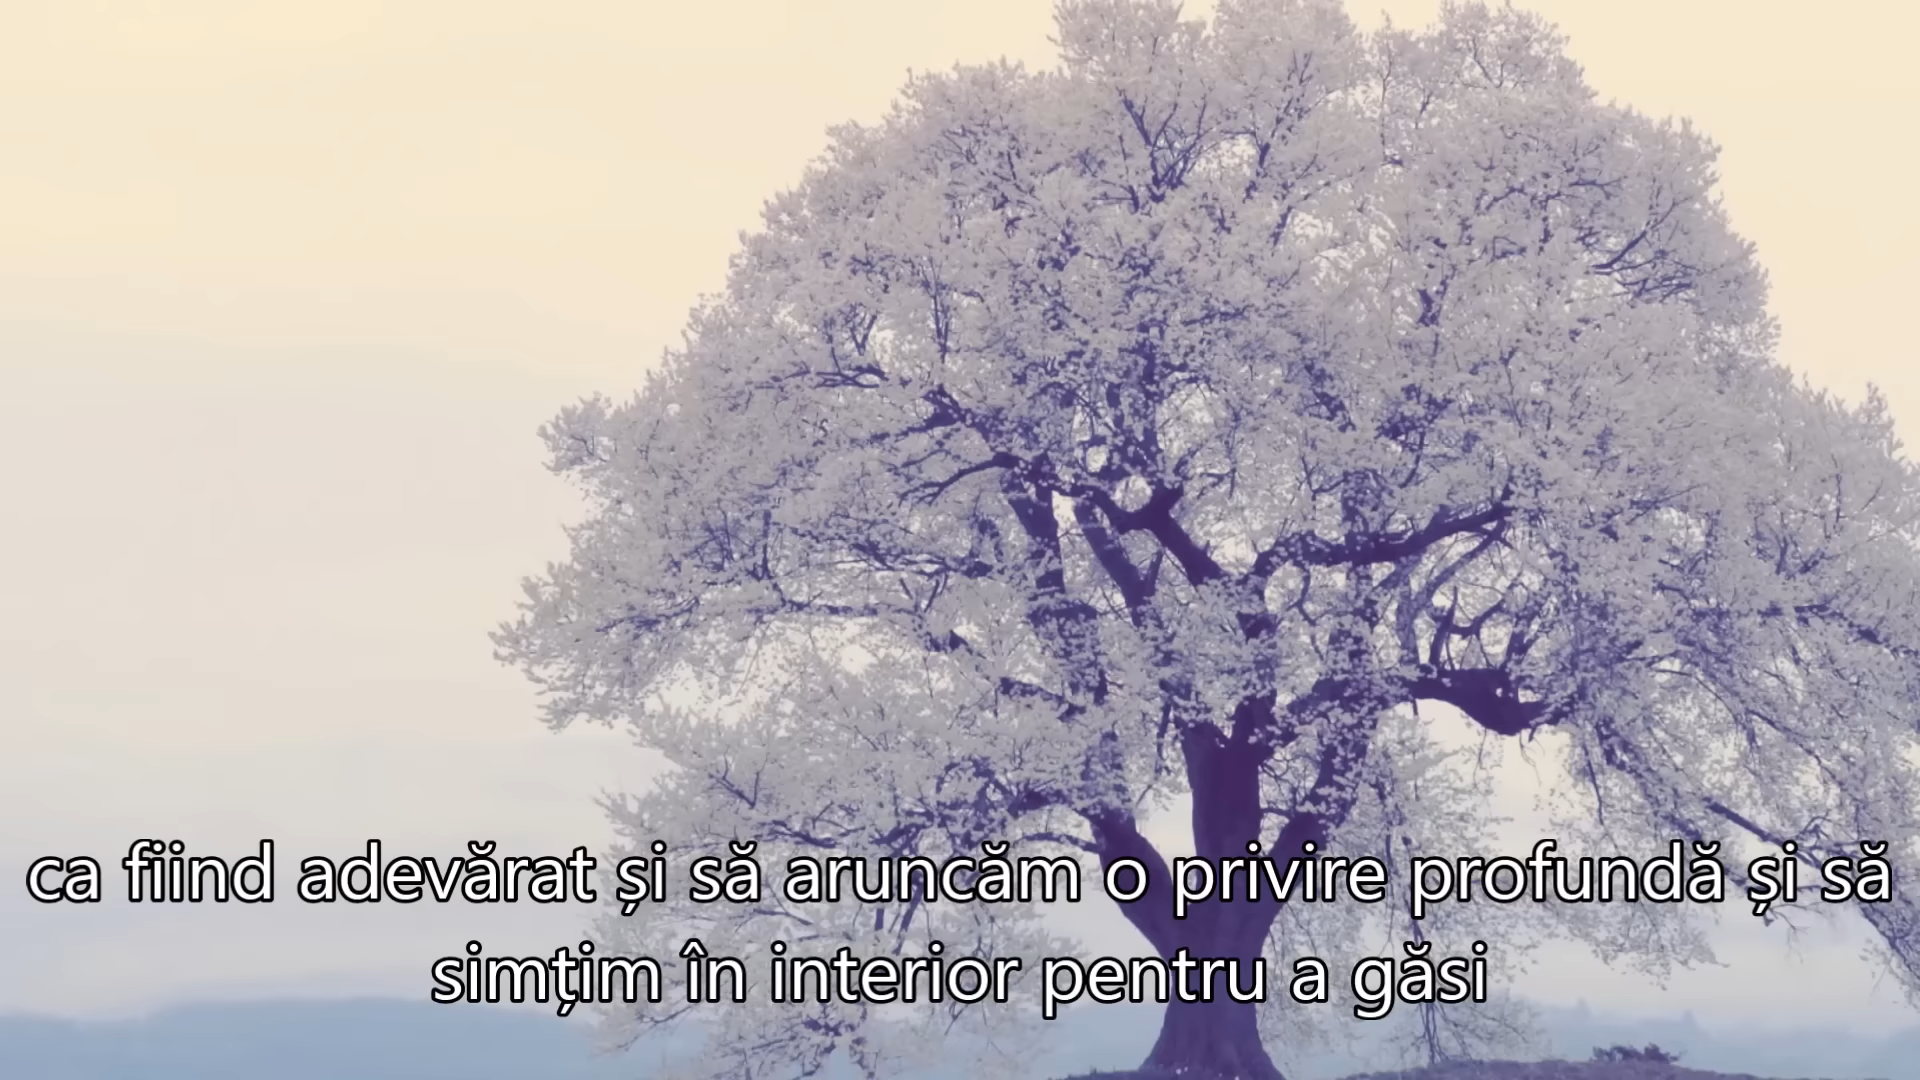 ca fiind adevărat și să aruncăm o privire profundă și să
simțim în interior pentru a găsi